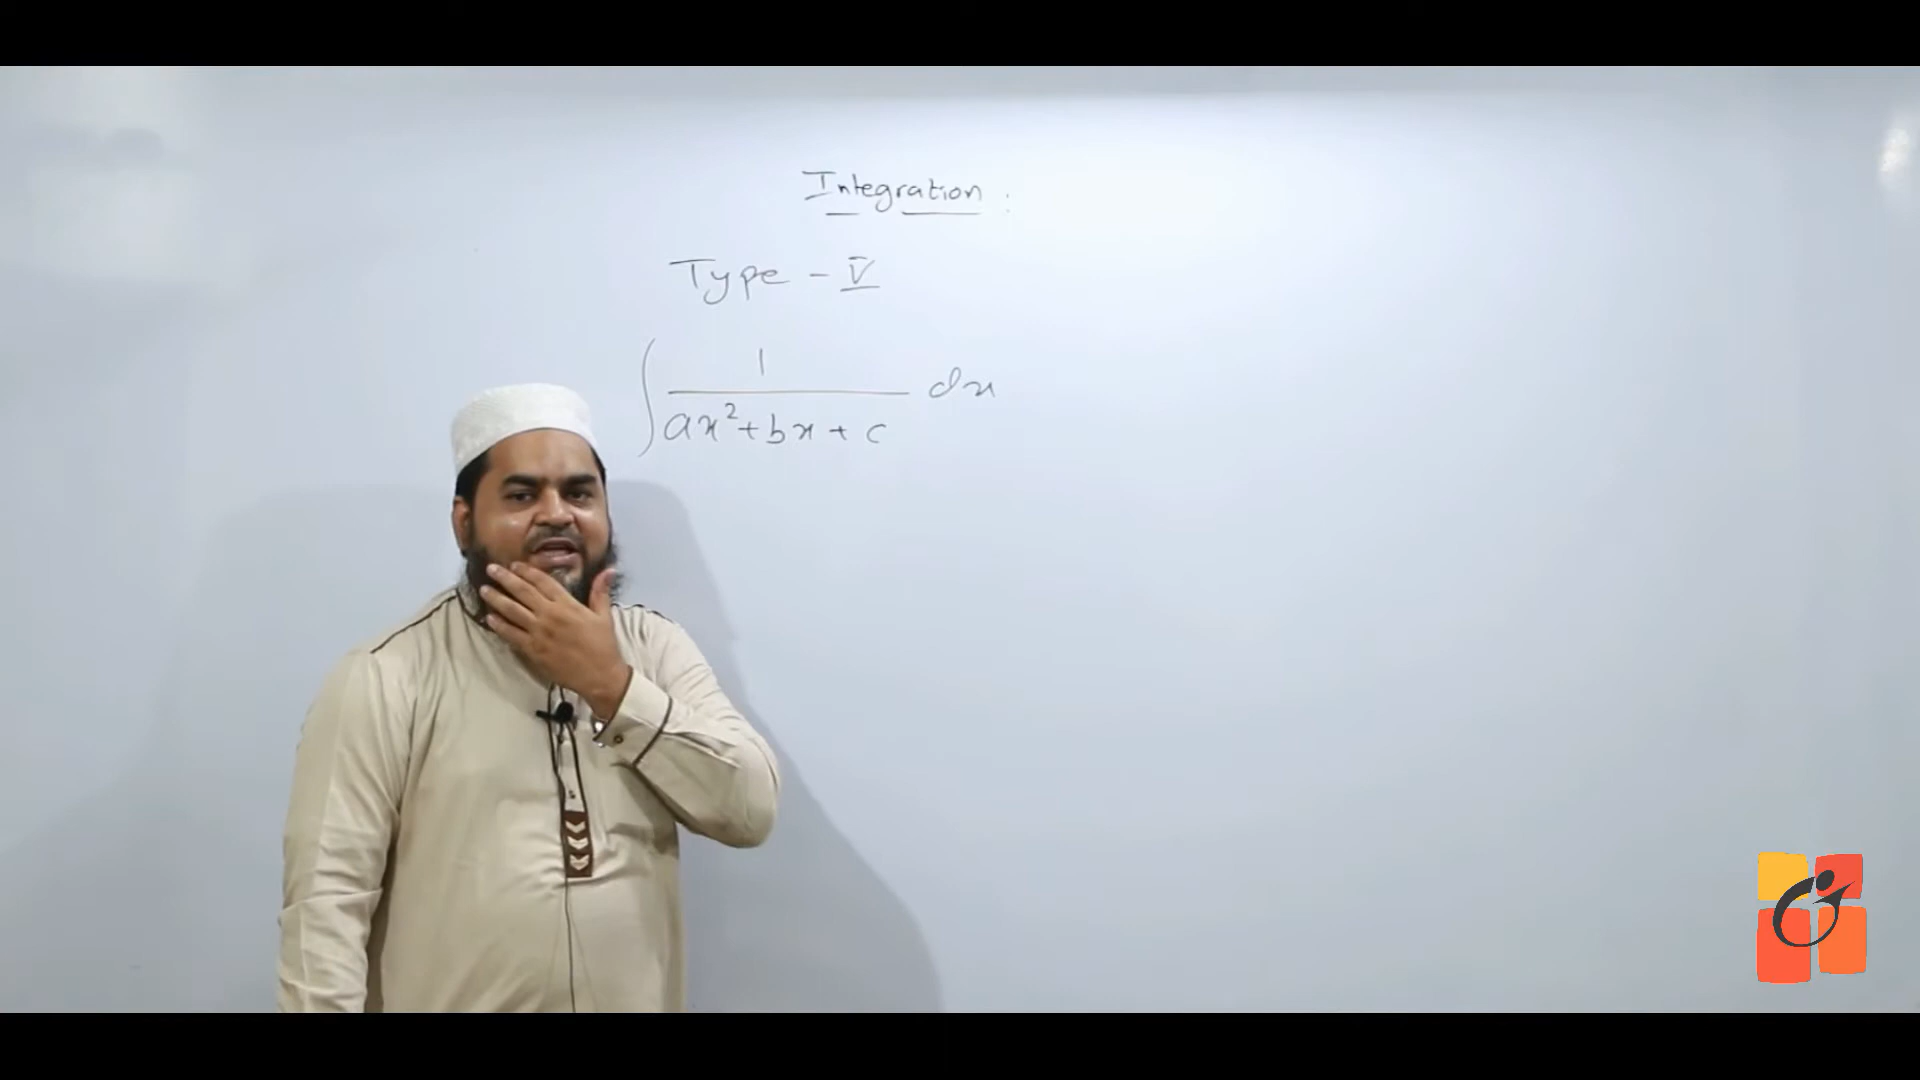 Integration :
Type - V
∫ 1/(ax²+bx+c) dx